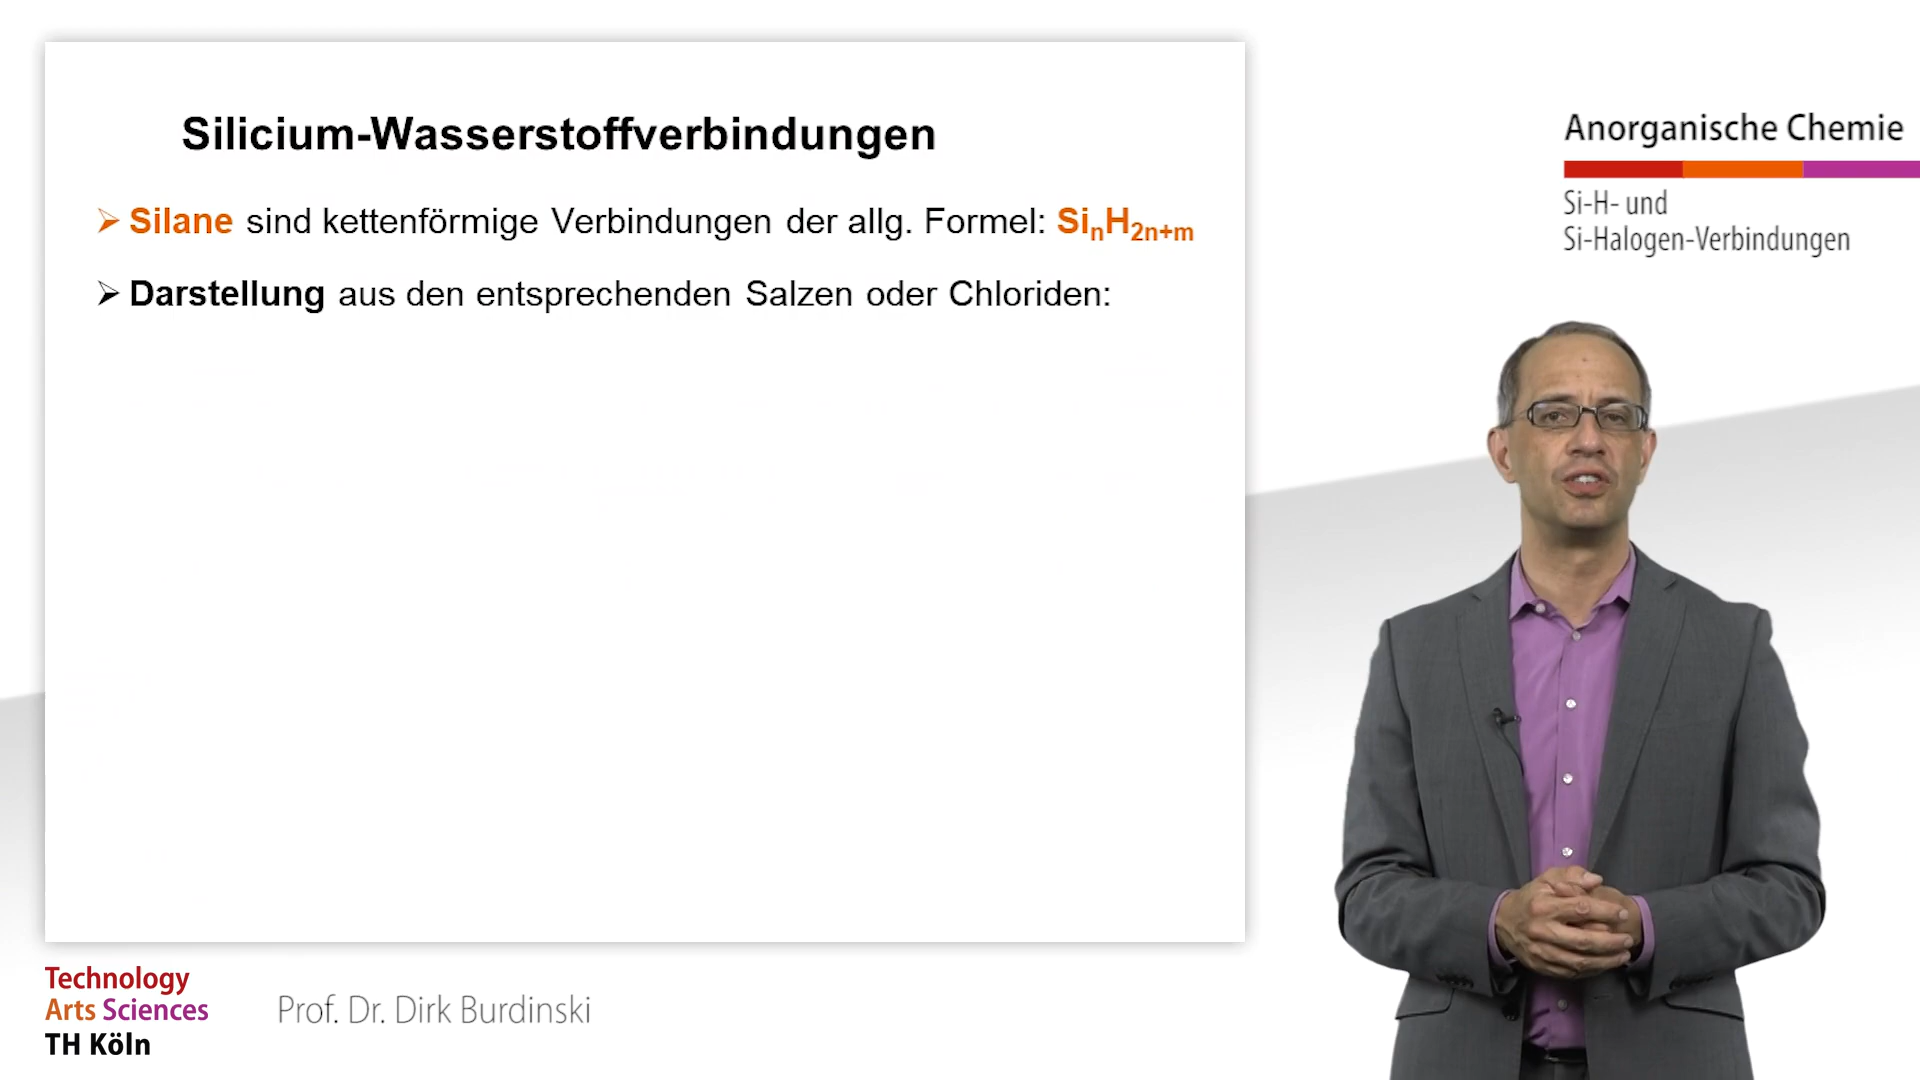 Silicium-Wasserstoffverbindungen
➢ Silane sind kettenförmige Verbindungen der allg. Formel: SinH2n+m
➢ Darstellung aus den entsprechenden Salzen oder Chloriden:
Anorganische Chemie
Si-H- und
Si-Halogen-Verbindungen
Technology
Arts Sciences
TH Köln
Prof. Dr. Dirk Burdinski